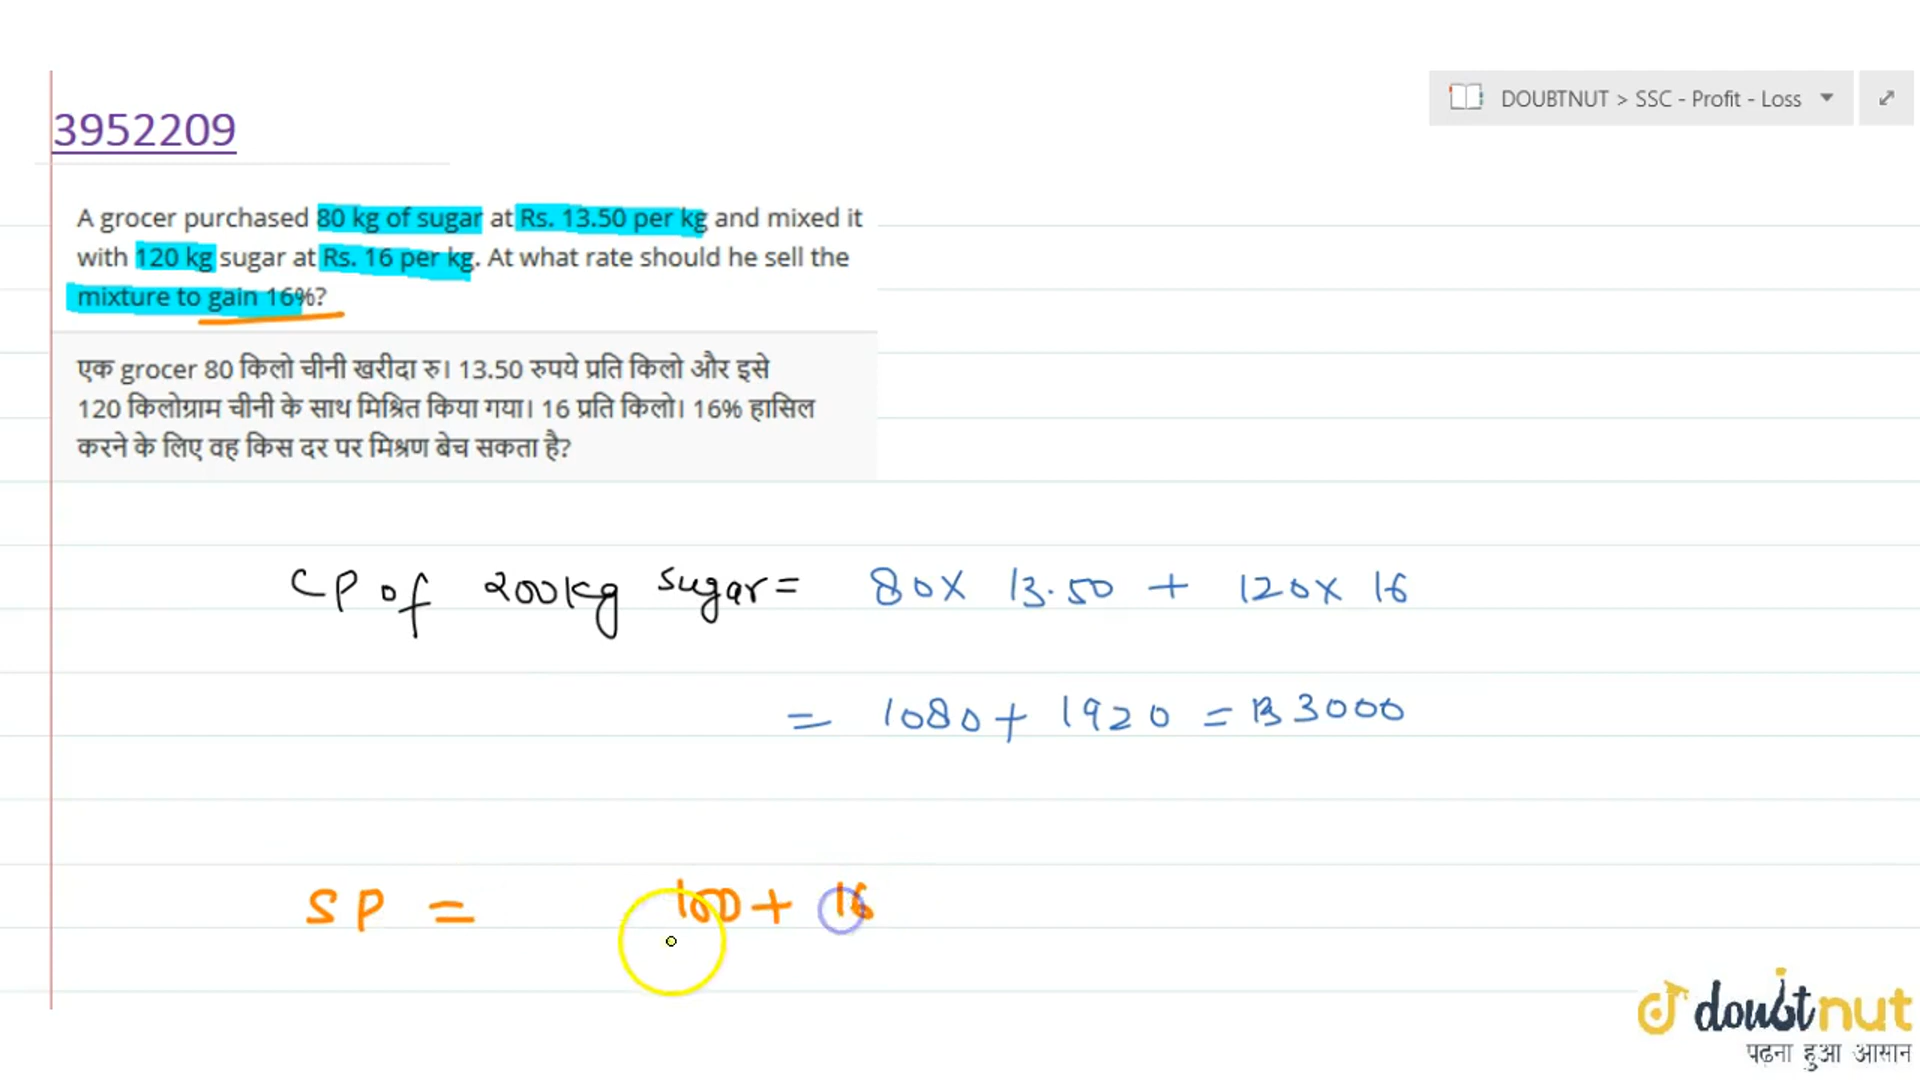 DOUBTNUT > SSC - Profit - Loss
3952209
A grocer purchased 80 kg of sugar at Rs. 13.50 per kg and mixed it
with 120 kg sugar at Rs. 16 per kg. At what rate should he sell the
mixture to gain 16%?
एक grocer 80 किलो चीनी खरीदा रु। 13.50 रुपये प्रति किलो और इसे
120 किलोग्राम चीनी के साथ मिश्रित किया गया। 16 प्रति किलो। 16% हासिल
करने के लिए वह किस दर पर मिश्रण बेच सकता है?
CP of 200kg sugar = 80 x 13.50 + 120 x 16
= 1080 + 1920 = Rs 3000
SP = 100 + 16
doubtnut
पढ़ना हुआ आसान